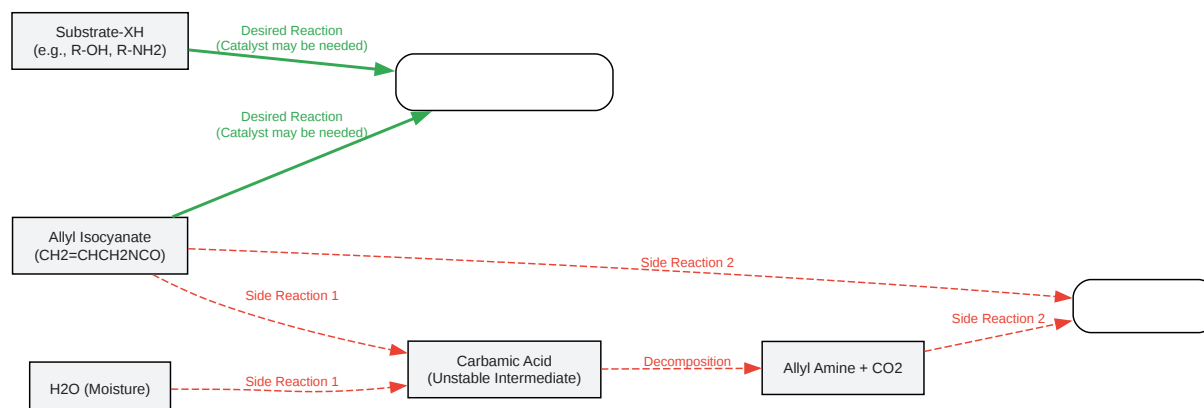 Substrate-XH
(e.g., R-OH, R-NH2)
Desired Reaction
(Catalyst may be needed)
Desired Reaction
(Catalyst may be needed)
Allyl Isocyanate
(CH2=CHCH2NCO)
Side Reaction 2
Side Reaction 1
Side Reaction 2
Carbamic Acid
(Unstable Intermediate)
Decomposition
Allyl Amine + CO2
H2O (Moisture)
Side Reaction 1